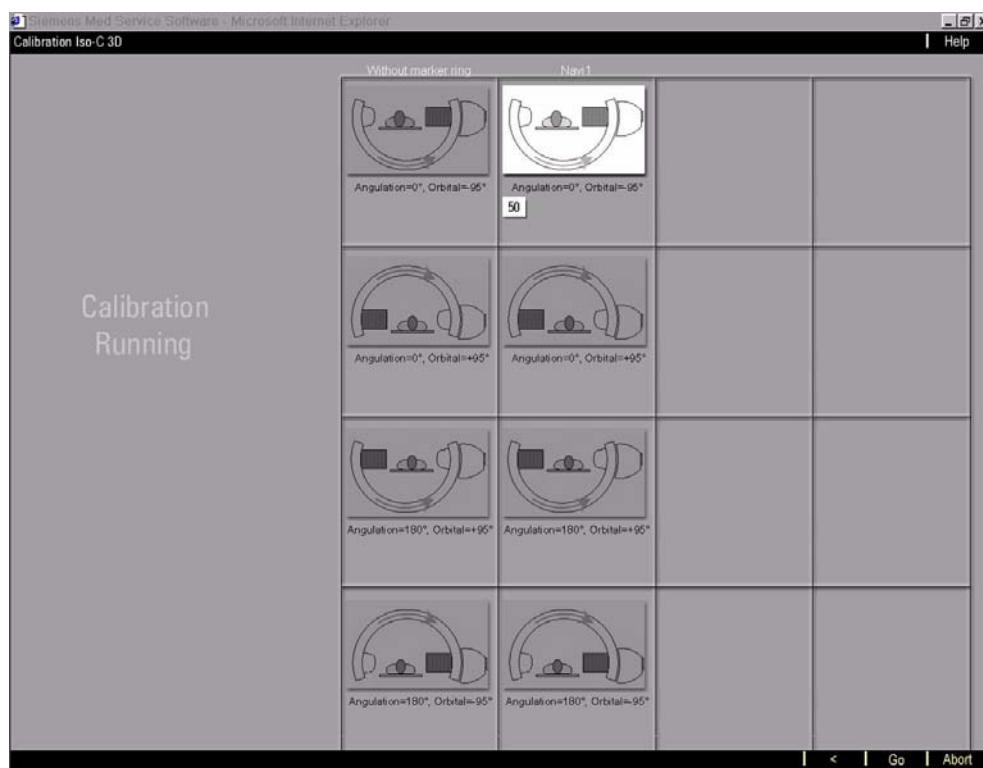 Siemens Med Service Software - Microsoft Internet Explorer
Calibration Iso-C 3D
Help
Without marker ring
Navi1
Angulation=0°, Orbital=-95°
Angulation=0°, Orbital=-95°
50
Calibration
Running
Angulation=0°, Orbital=+95°
Angulation=0°, Orbital=+95°
Angulation=180°, Orbital=+95°
Angulation=180°, Orbital=+95°
Angulation=180°, Orbital=-95°
Angulation=180°, Orbital=-95°
< Go Abort